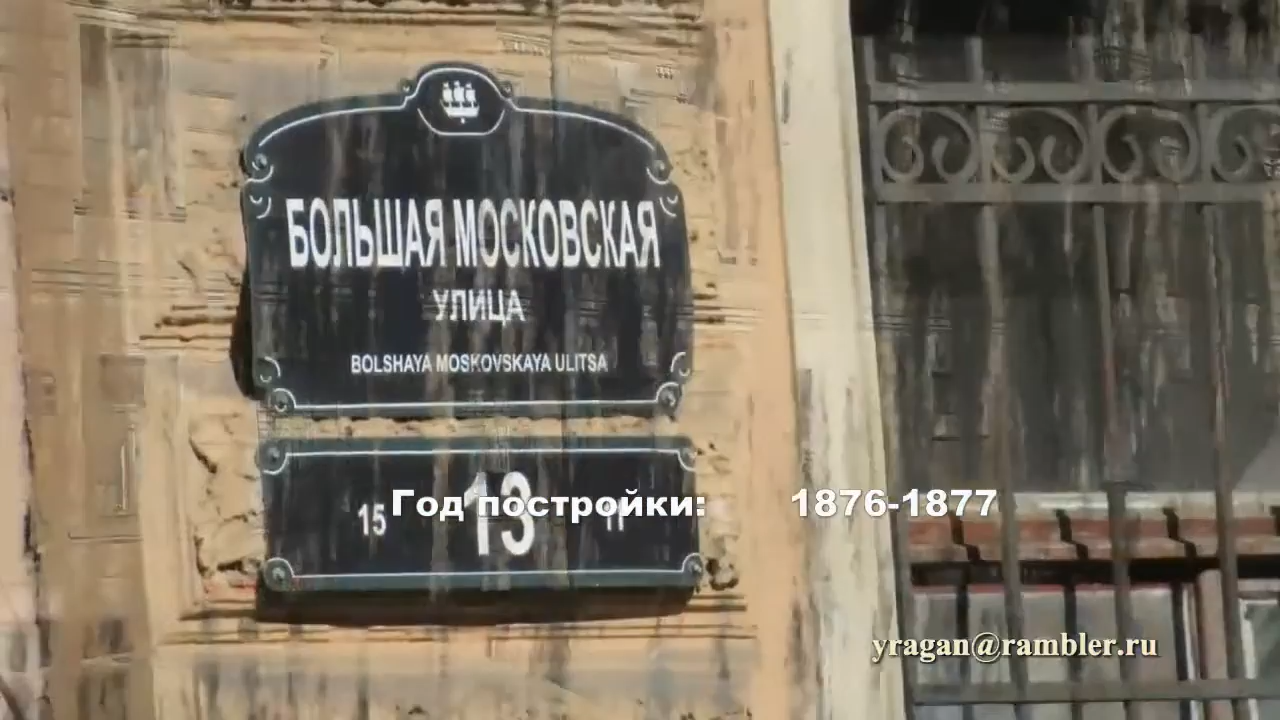 БОЛЬШАЯ МОСКОВСКАЯ
УЛИЦА
BOLSHAYA MOSKOVSKAYA ULITSA
15 13 11
Год постройки: 1876-1877
yragan@rambler.ru